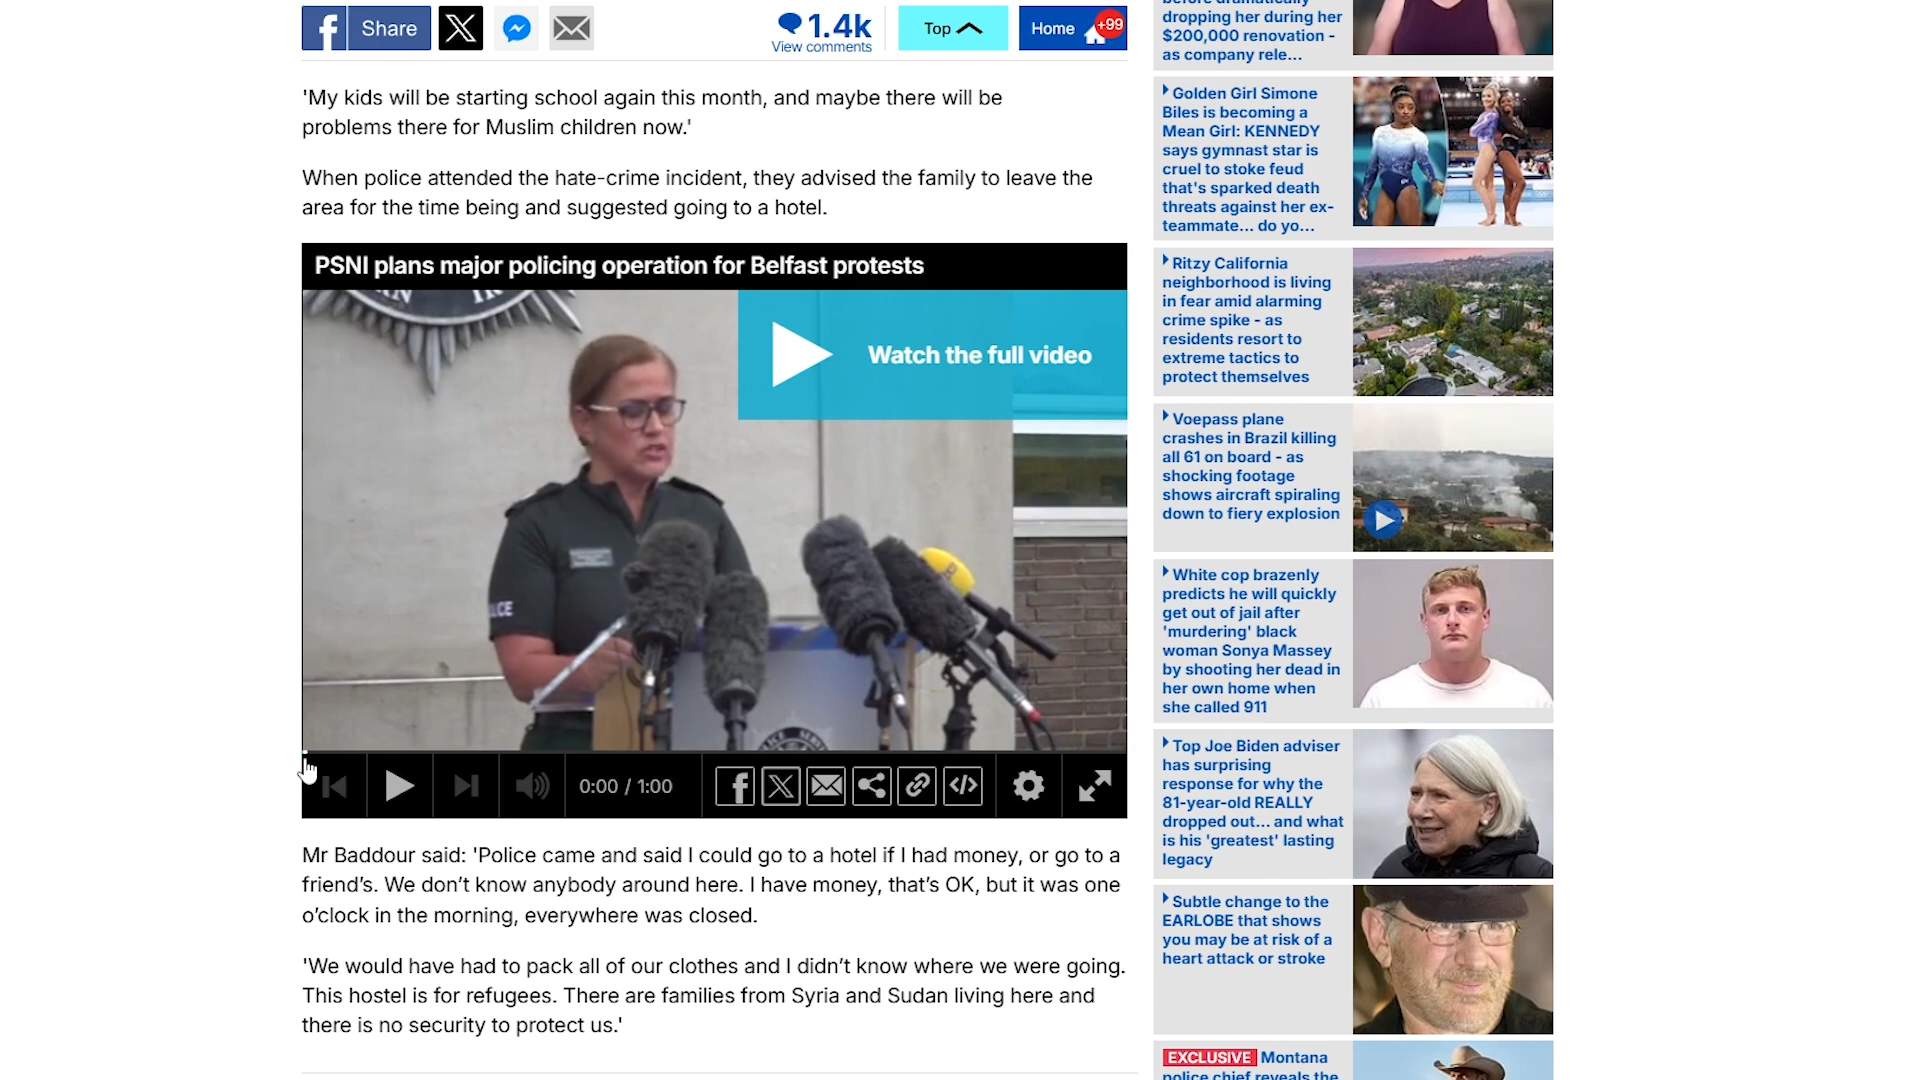 Share
1.4k
View comments
Top
Home
+99
'My kids will be starting school again this month, and maybe there will be
problems there for Muslim children now.'
When police attended the hate-crime incident, they advised the family to leave the
area for the time being and suggested going to a hotel.
PSNI plans major policing operation for Belfast protests
Watch the full video
0:00 / 1:00
Mr Baddour said: 'Police came and said I could go to a hotel if I had money, or go to a
friend’s. We don’t know anybody around here. I have money, that’s OK, but it was one
o’clock in the morning, everywhere was closed.
'We would have had to pack all of our clothes and I didn’t know where we were going.
This hostel is for refugees. There are families from Syria and Sudan living here and
there is no security to protect us.'
before dramatically
dropping her during her
$200,000 renovation -
as company rele...
Golden Girl Simone
Biles is becoming a
Mean Girl: KENNEDY
says gymnast star is
cruel to stoke feud
that's sparked death
threats against her ex-
teammate... do yo...
Ritzy California
neighborhood is living
in fear amid alarming
crime spike - as
residents resort to
extreme tactics to
protect themselves
Voepass plane
crashes in Brazil killing
all 61 on board - as
shocking footage
shows aircraft spiraling
down to fiery explosion
White cop brazenly
predicts he will quickly
get out of jail after
'murdering' black
woman Sonya Massey
by shooting her dead in
her own home when
she called 911
Top Joe Biden adviser
has surprising
response for why the
81-year-old REALLY
dropped out... and what
is his 'greatest' lasting
legacy
Subtle change to the
EARLOBE that shows
you may be at risk of a
heart attack or stroke
EXCLUSIVE Montana
police chief reveals the